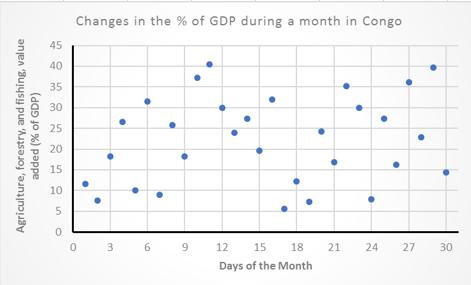 Changes in the % of GDP during a month in Congo
Agriculture, forestry, and fishing, value
added (% of GDP)
45
40
35
30
25
20
15
10
5
0
0 3 6 9 12 15 18 21 24 27 30
Days of the Month